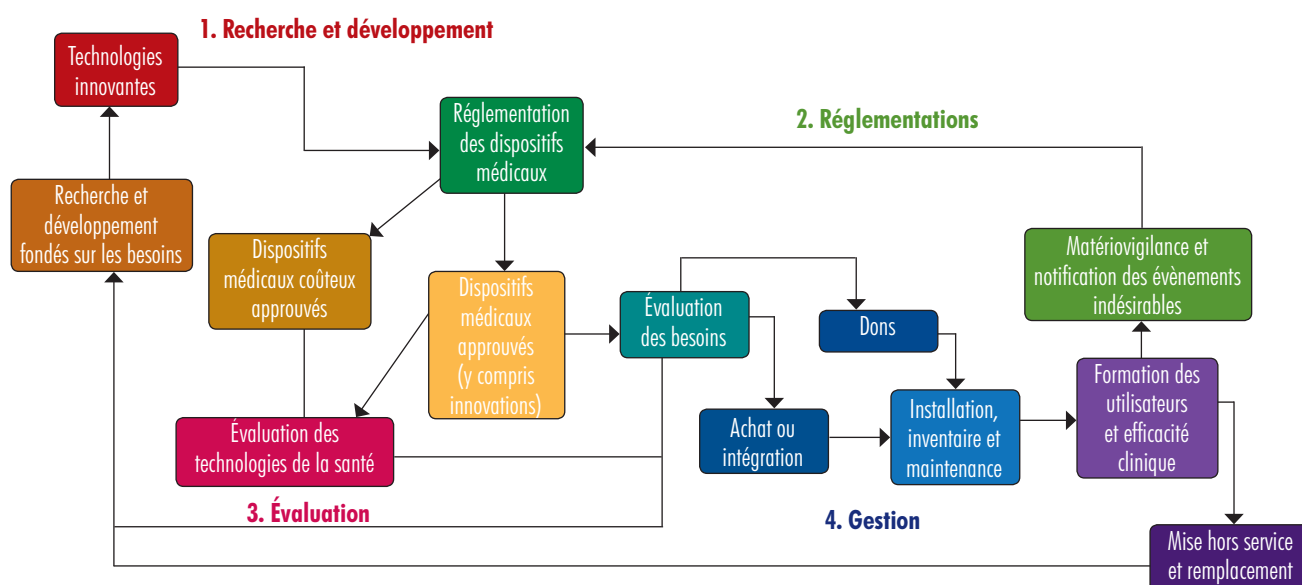 1. Recherche et développement
Technologies
innovantes
Réglementation
des dispositifs
médicaux
2. Réglementations
Recherche et
développement
fondés sur les besoins
Dispositifs
médicaux coûteux
approuvés
Dispositifs
médicaux
approuvés
(y compris
innovations)
Évaluation
des besoins
Dons
Matériovigilance et
notification des évènements
indésirables
Évaluation des
technologies de la santé
Achat ou
intégration
Installation,
inventaire et
maintenance
Formation des
utilisateurs
et efficacité
clinique
3. Évaluation
4. Gestion
Mise hors service
et remplacement